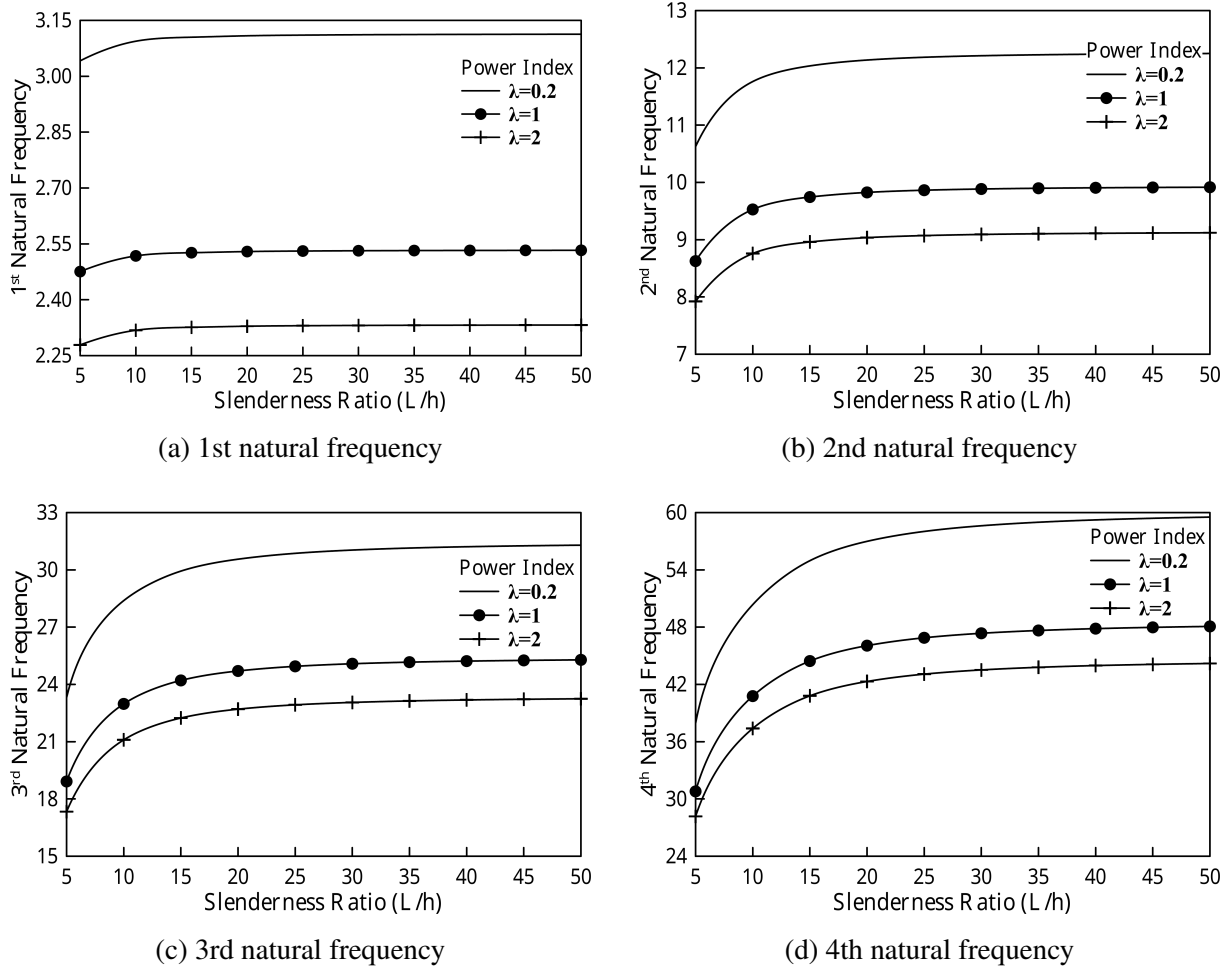 3.15
3.00
2.85
2.70
2.55
2.40
2.25
1st Natural Frequency
Power Index
λ=0.2
λ=1
λ=2
5 10 15 20 25 30 35 40 45 50
Slenderness Ratio (L/h)
(a) 1st natural frequency
13
12
11
10
9
8
7
2nd Natural Frequency
Power Index
λ=0.2
λ=1
λ=2
5 10 15 20 25 30 35 40 45 50
Slenderness Ratio (L/h)
(b) 2nd natural frequency
33
30
27
24
21
18
15
3rd Natural Frequency
Power Index
λ=0.2
λ=1
λ=2
5 10 15 20 25 30 35 40 45 50
Slenderness Ratio (L/h)
(c) 3rd natural frequency
60
54
48
42
36
30
24
4th Natural Frequency
Power Index
λ=0.2
λ=1
λ=2
5 10 15 20 25 30 35 40 45 50
Slenderness Ratio (L/h)
(d) 4th natural frequency